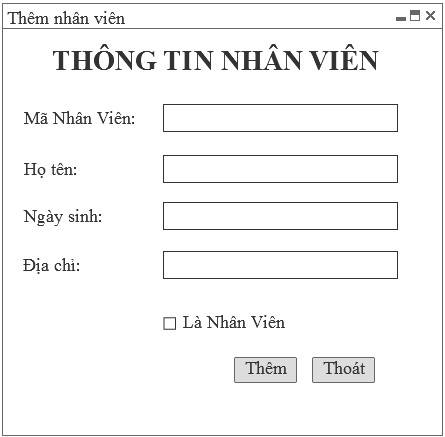 Thêm nhân viên
THÔNG TIN NHÂN VIÊN
Mã Nhân Viên:
Họ tên:
Ngày sinh:
Địa chỉ:
Là Nhân Viên
Thêm Thoát